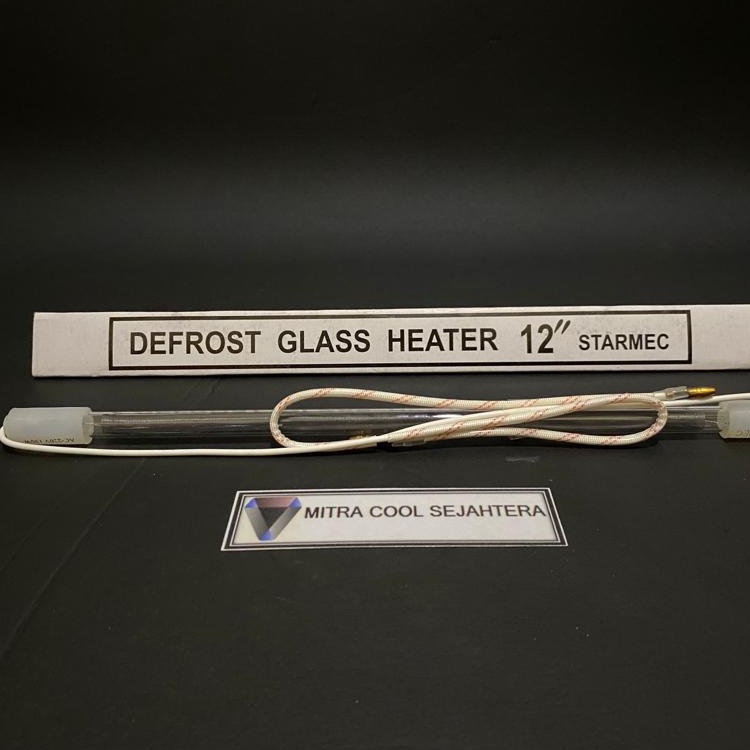 DEFROST GLASS HEATER 12" STARMEC
MITRA COOL SEJAHTERA